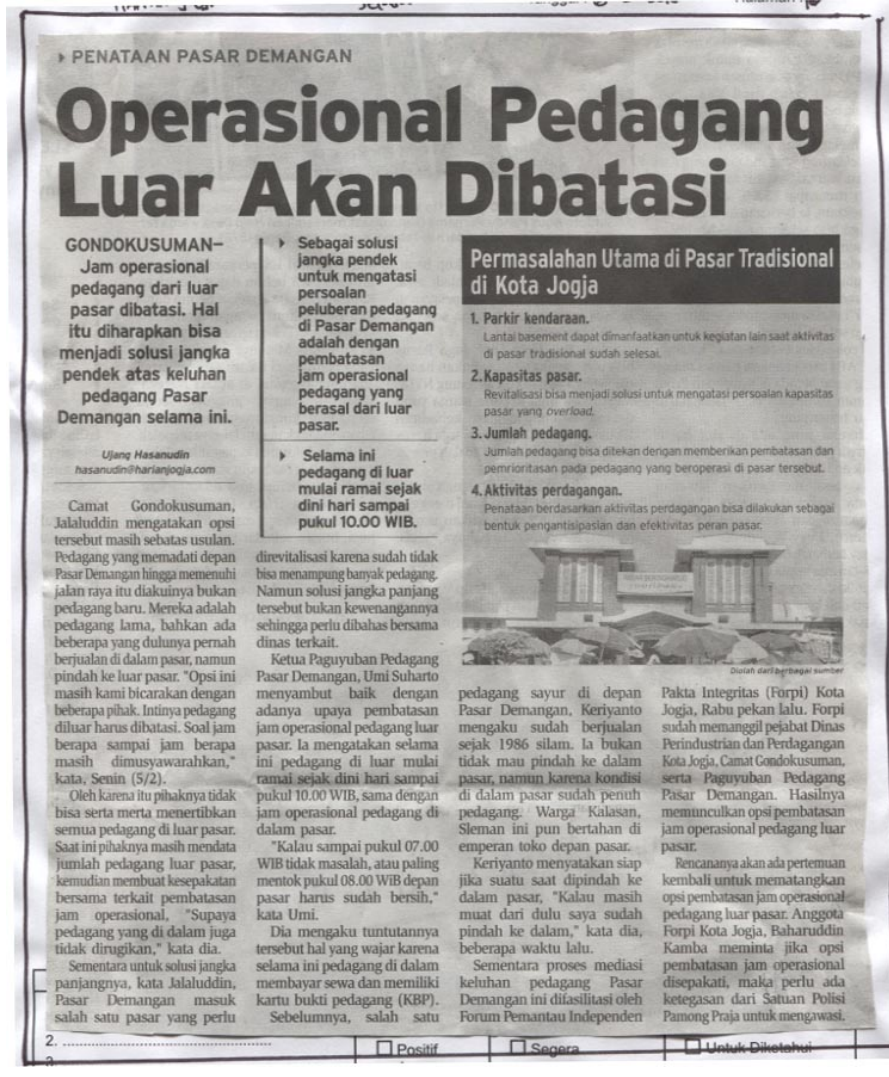 PENATAAN PASAR DEMANGAN
Operasional Pedagang
Luar Akan Dibatasi
GONDOKUSUMAN—
Jam operasional
pedagang dari luar
pasar dibatasi. Hal
itu diharapkan bisa
menjadi solusi jangka
pendek atas keluhan
pedagang Pasar
Demangan selama ini.
Ujang Hasanudin
hasanudin@harianjogja.com
Camat Gondokusuman,
Jalaluddin mengatakan opsi
tersebut masih sebatas usulan.
Pedagang yang memadati depan
Pasar Demangan hingga memenuhi
jalan raya itu diakuinya bukan
pedagang baru. Mereka adalah
pedagang lama, bahkan ada
beberapa yang dulunya pernah
berjualan di dalam pasar, namun
pindah ke luar pasar. "Opsi ini
masih kami bicarakan dengan
beberapa pihak. Intinya pedagang
diluar harus dibatasi. Soal jam
berapa sampai jam berapa
masih dimusyawarahkan,"
kata, Senin (5/2).
Oleh karena itu pihaknya tidak
bisa serta merta menertibkan
semua pedagang di luar pasar.
Saat ini pihaknya masih mendata
jumlah pedagang luar pasar,
kemudian membuat kesepakatan
bersama terkait pembatasan
jam operasional, "Supaya
pedagang yang di dalam juga
tidak dirugikan," kata dia.
Sementara untuk solusi jangka
panjangnya, kata Jalaluddin,
Pasar Demangan masuk
salah satu pasar yang perlu
Sebagai solusi
jangka pendek
untuk mengatasi
persoalan
peluberan pedagang
di Pasar Demangan
adalah dengan
pembatasan
jam operasional
pedagang yang
berasal dari luar
pasar.
Selama ini
pedagang di luar
mulai ramai sejak
dini hari sampai
pukul 10.00 WIB.
direvitalisasi karena sudah tidak
bisa menampung banyak pedagang.
Namun solusi jangka panjang
tersebut bukan kewenangannya
sehingga perlu dibahas bersama
dinas terkait.
Ketua Paguyuban Pedagang
Pasar Demangan, Umi Suharto
menyambut baik dengan
adanya upaya pembatasan
jam operasional pedagang luar
pasar. Ia mengatakan selama
ini pedagang di luar mulai
ramai sejak dini hari sampai
pukul 10.00 WIB, sama dengan
jam operasional pedagang di
dalam pasar.
"Kalau sampai pukul 07.00
WIB tidak masalah, atau paling
mentok pukul 08.00 WiB depan
pasar harus sudah bersih,"
kata Umi.
Dia mengaku tuntutannya
tersebut hal yang wajar karena
selama ini pedagang di dalam
membayar sewa dan memiliki
kartu bukti pedagang (KBP).
Sebelumnya, salah satu
Permasalahan Utama di Pasar Tradisional
di Kota Jogja
1. Parkir kendaraan.
Lantai basement dapat dimanfaatkan untuk kegiatan lain saat aktivitas
di pasar tradisional sudah selesai.
2. Kapasitas pasar.
Revitalisasi bisa menjadi solusi untuk mengatasi persoalan kapasitas
pasar yang overload.
3. Jumlah pedagang.
Jumlah pedagang bisa ditekan dengan memberikan pembatasan dan
pemrioritasan pada pedagang yang beroperasi di pasar tersebut.
4. Aktivitas perdagangan.
Penataan berdasarkan aktivitas perdagangan bisa dilakukan sebagai
bentuk pengantisipasian dan efektivitas peran pasar.
Diolah dari berbagai sumber
pedagang sayur di depan
Pasar Demangan, Keriyanto
mengaku sudah berjualan
sejak 1986 silam. Ia bukan
tidak mau pindah ke dalam
pasar, namun karena kondisi
di dalam pasar sudah penuh
pedagang. Warga Kalasan,
Sleman ini pun bertahan di
emperan toko depan pasar.
Keriyanto menyatakan siap
jika suatu saat dipindah ke
dalam pasar, "Kalau masih
muat dari dulu saya sudah
pindah ke dalam," kata dia,
beberapa waktu lalu.
Sementara proses mediasi
keluhan pedagang Pasar
Demangan ini difasilitasi oleh
Forum Pemantau Independen
Pakta Integritas (Forpi) Kota
Jogja, Rabu pekan lalu. Forpi
sudah memanggil pejabat Dinas
Perindustrian dan Perdagangan
Kota Jogja, Camat Gondokusuman,
serta Paguyuban Pedagang
Pasar Demangan. Hasilnya
memunculkan opsi pembatasan
jam operasional pedagang luar
pasar.
Rencananya akan ada pertemuan
kembali untuk mematangkan
opsi pembatasan jam operasional
pedagang luar pasar. Anggota
Forpi Kota Jogja, Baharuddin
Kamba meminta jika opsi
pembatasan jam operasional
disepakati, maka perlu ada
ketegasan dari Satuan Polisi
Pamong Praja untuk mengawasi.
2. ....................
Positif
Segera
Untuk Diketahui